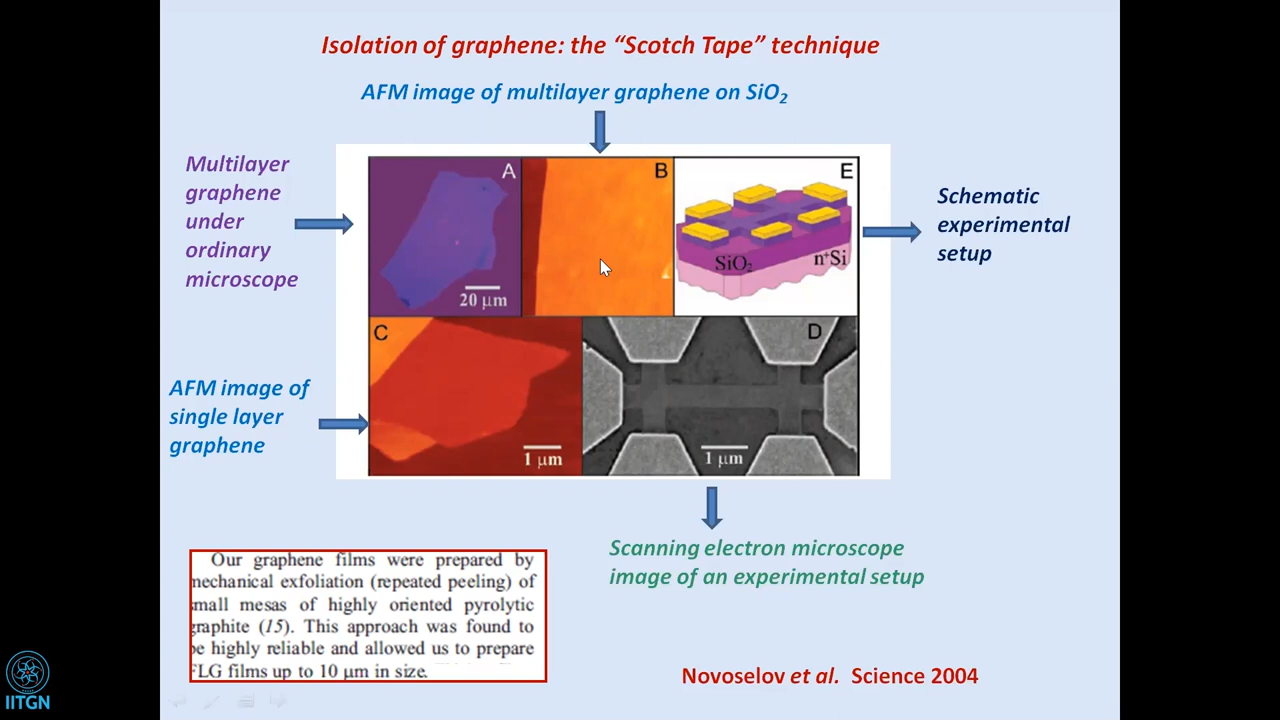 Isolation of graphene: the “Scotch Tape” technique
AFM image of multilayer graphene on SiO₂
Multilayer
graphene
under
ordinary
microscope
A
20 μm
B
E
SiO₂
n⁺Si
Schematic
experimental
setup
AFM image of
single layer
graphene
C
1 μm
D
1 μm
Scanning electron microscope
image of an experimental setup
Our graphene films were prepared by
mechanical exfoliation (repeated peeling) of
small mesas of highly oriented pyrolytic
graphite (15). This approach was found to
be highly reliable and allowed us to prepare
FLG films up to 10 μm in size.
Novoselov et al. Science 2004
IITGN